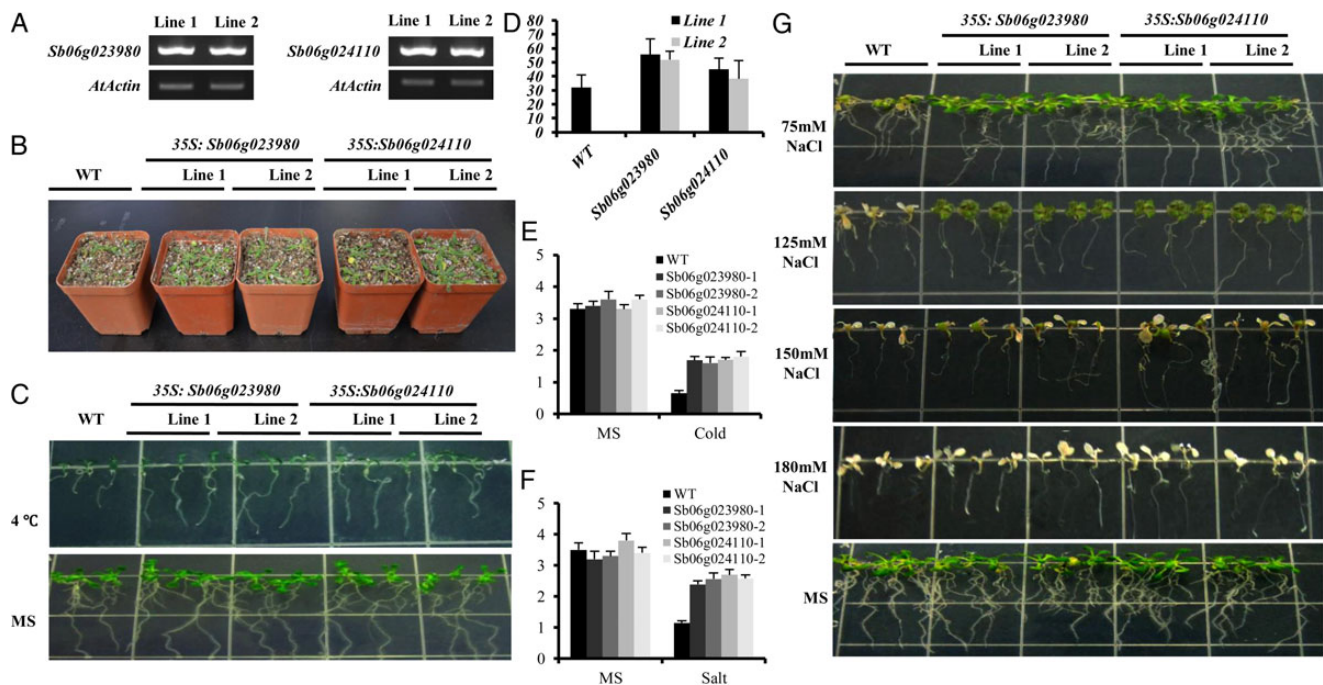 A
Line 1 Line 2
Sb06g023980
AtActin
Line 1 Line 2
Sb06g024110
AtActin
B
35S: Sb06g023980 35S:Sb06g024110
WT Line 1 Line 2 Line 1 Line 2
C
35S: Sb06g023980 35S:Sb06g024110
WT Line 1 Line 2 Line 1 Line 2
4 °C
MS
D
Line 1
Line 2
80
70
60
50
40
30
20
10
0
WT
Sb06g023980
Sb06g024110
E
WT
Sb06g023980-1
Sb06g023980-2
Sb06g024110-1
Sb06g024110-2
5
4
3
2
1
0
MS Cold
F
WT
Sb06g023980-1
Sb06g023980-2
Sb06g024110-1
Sb06g024110-2
5
4
3
2
1
0
MS Salt
G
35S: Sb06g023980 35S:Sb06g024110
WT Line 1 Line 2 Line 1 Line 2
75mM
NaCl
125mM
NaCl
150mM
NaCl
180mM
NaCl
MS